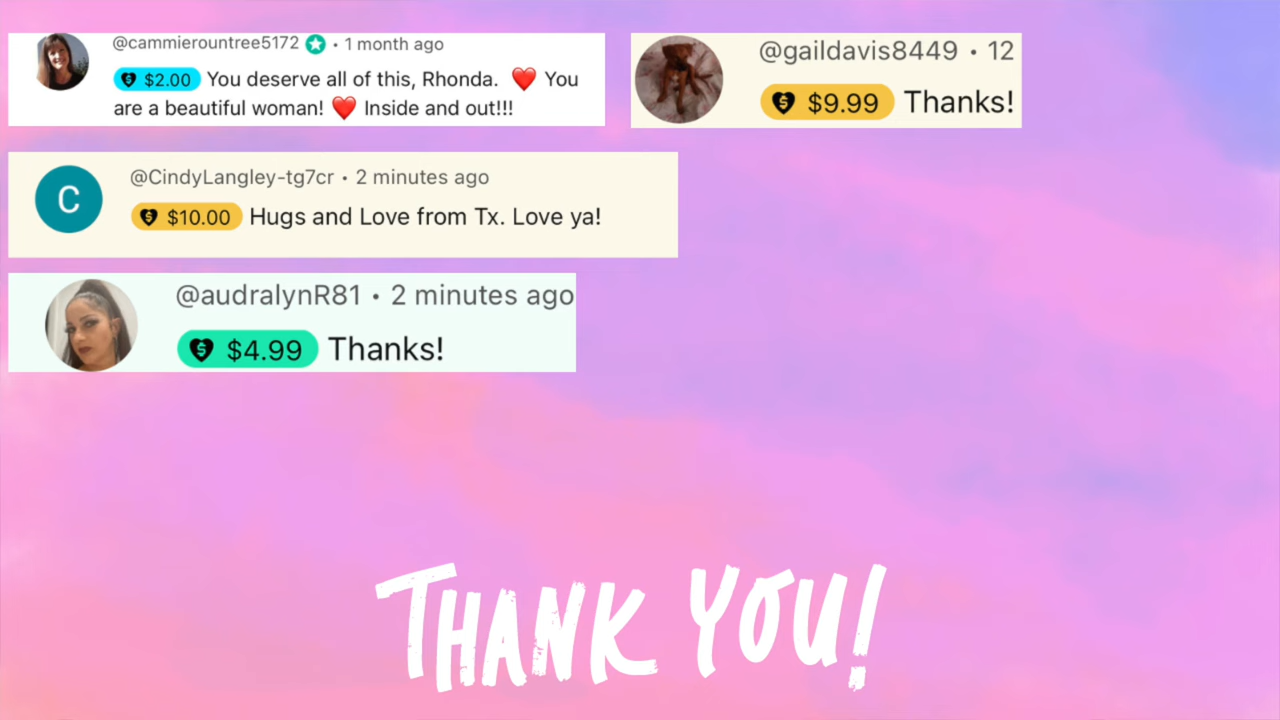 @cammierountree5172 • 1 month ago
$2.00 You deserve all of this, Rhonda. ❤️ You
are a beautiful woman! ❤️ Inside and out!!!
@gaildavis8449 • 12
$9.99 Thanks!
C
@CindyLangley-tg7cr • 2 minutes ago
$10.00 Hugs and Love from Tx. Love ya!
@audralynR81 • 2 minutes ago
$4.99 Thanks!
THANK YOU!